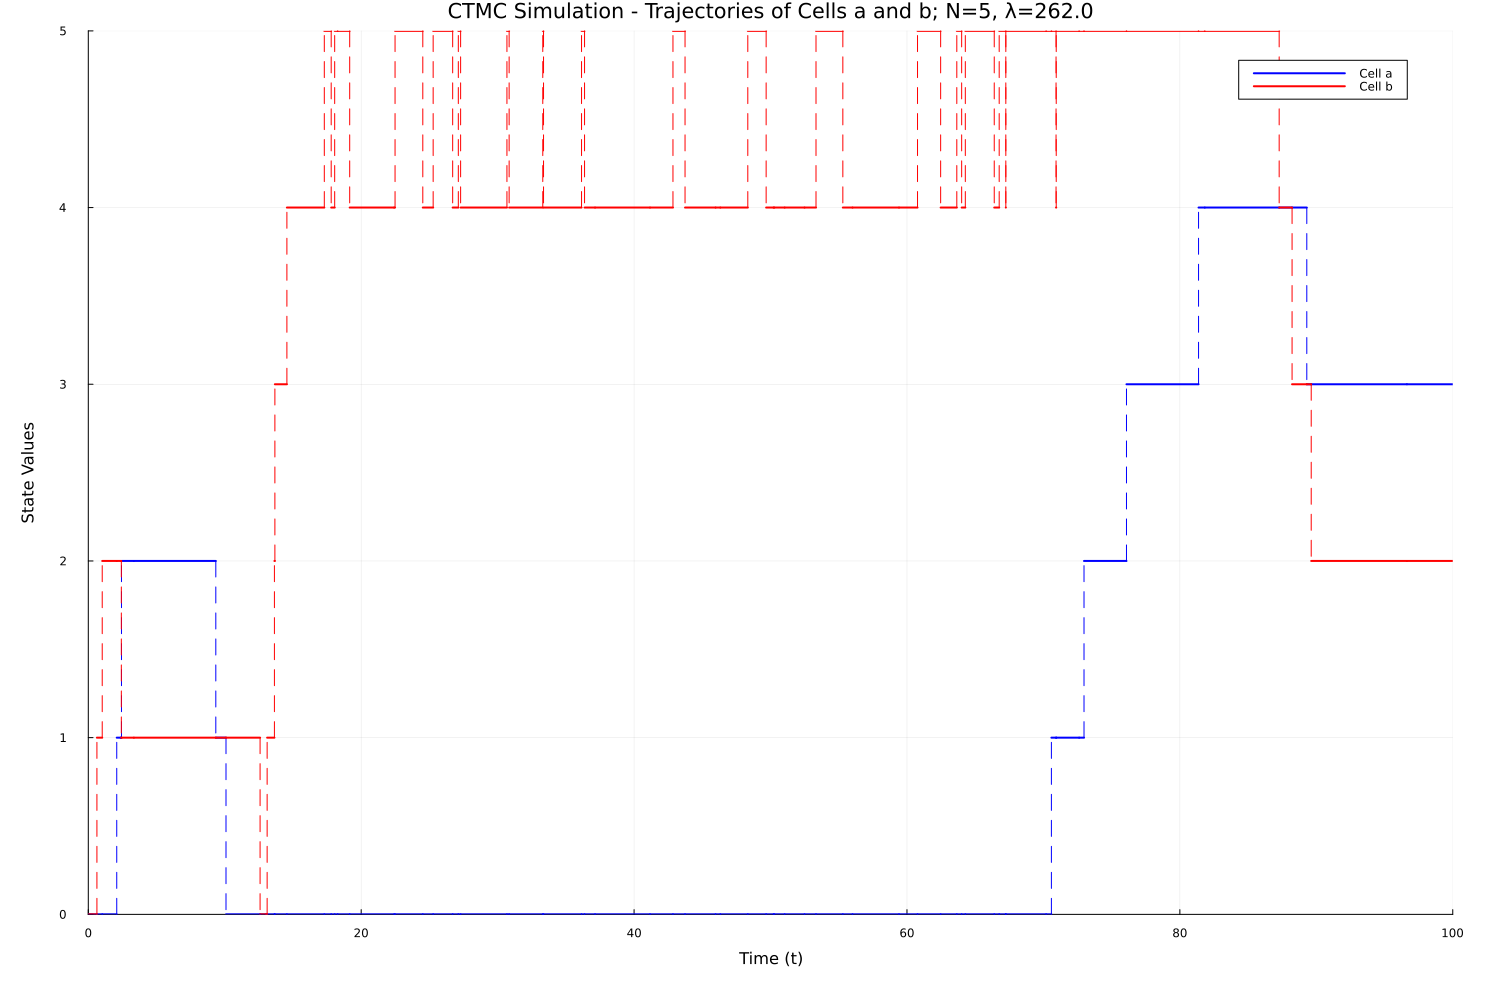 CTMC Simulation - Trajectories of Cells a and b; N=5, λ=262.0
5
Cell a
Cell b
4
3
State Values
2
1
0
0 20 40 60 80 100
Time (t)